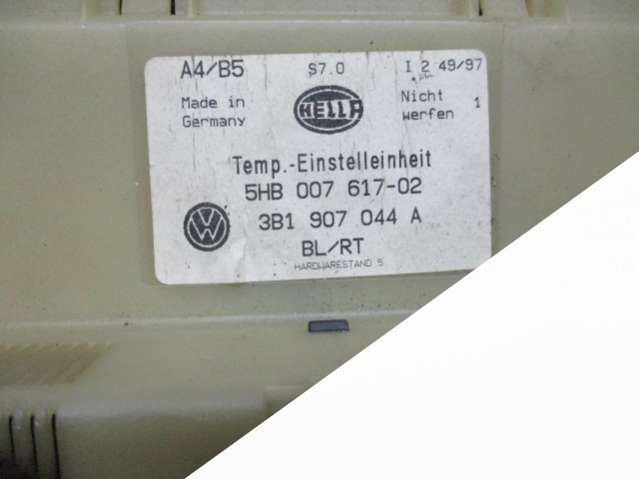 A4/B5 S7.0 I 2 49/97
Made in Germany
HELLA
Nicht werfen 1
Temp.-Einstelleinheit
5HB 007 617-02
VW
3B1 907 044 A
BL/RT
HARDWARESTAND 5